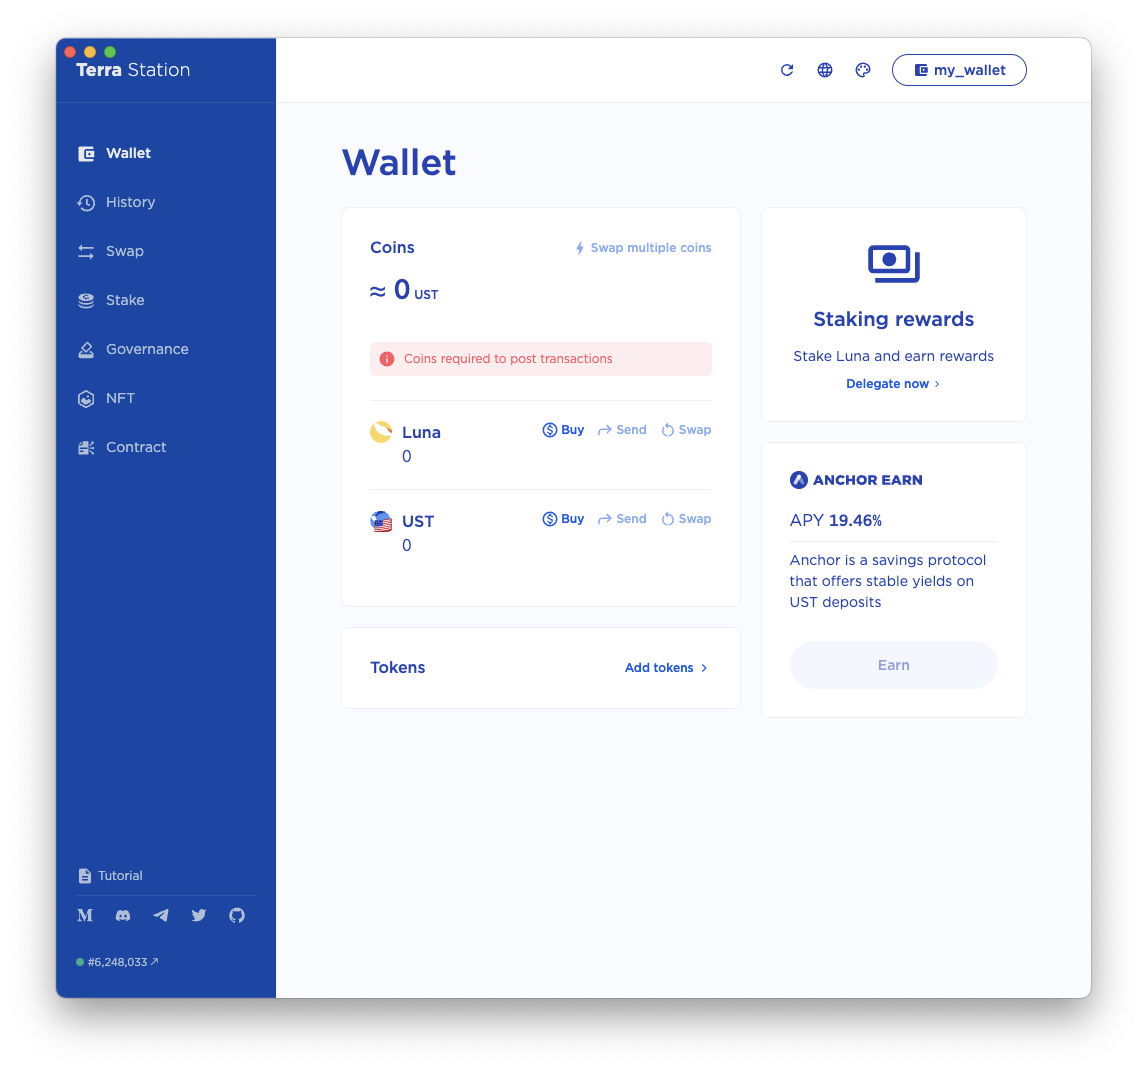 Terra Station
my_wallet
Wallet
History
Swap
Stake
Governance
NFT
Contract
Tutorial
#6,248,033
Wallet
Coins
Swap multiple coins
≈ 0 UST
Coins required to post transactions
Luna
Buy Send Swap
0
UST
Buy Send Swap
0
Tokens
Add tokens
Staking rewards
Stake Luna and earn rewards
Delegate now
ANCHOR EARN
APY 19.46%
Anchor is a savings protocol
that offers stable yields on
UST deposits
Earn